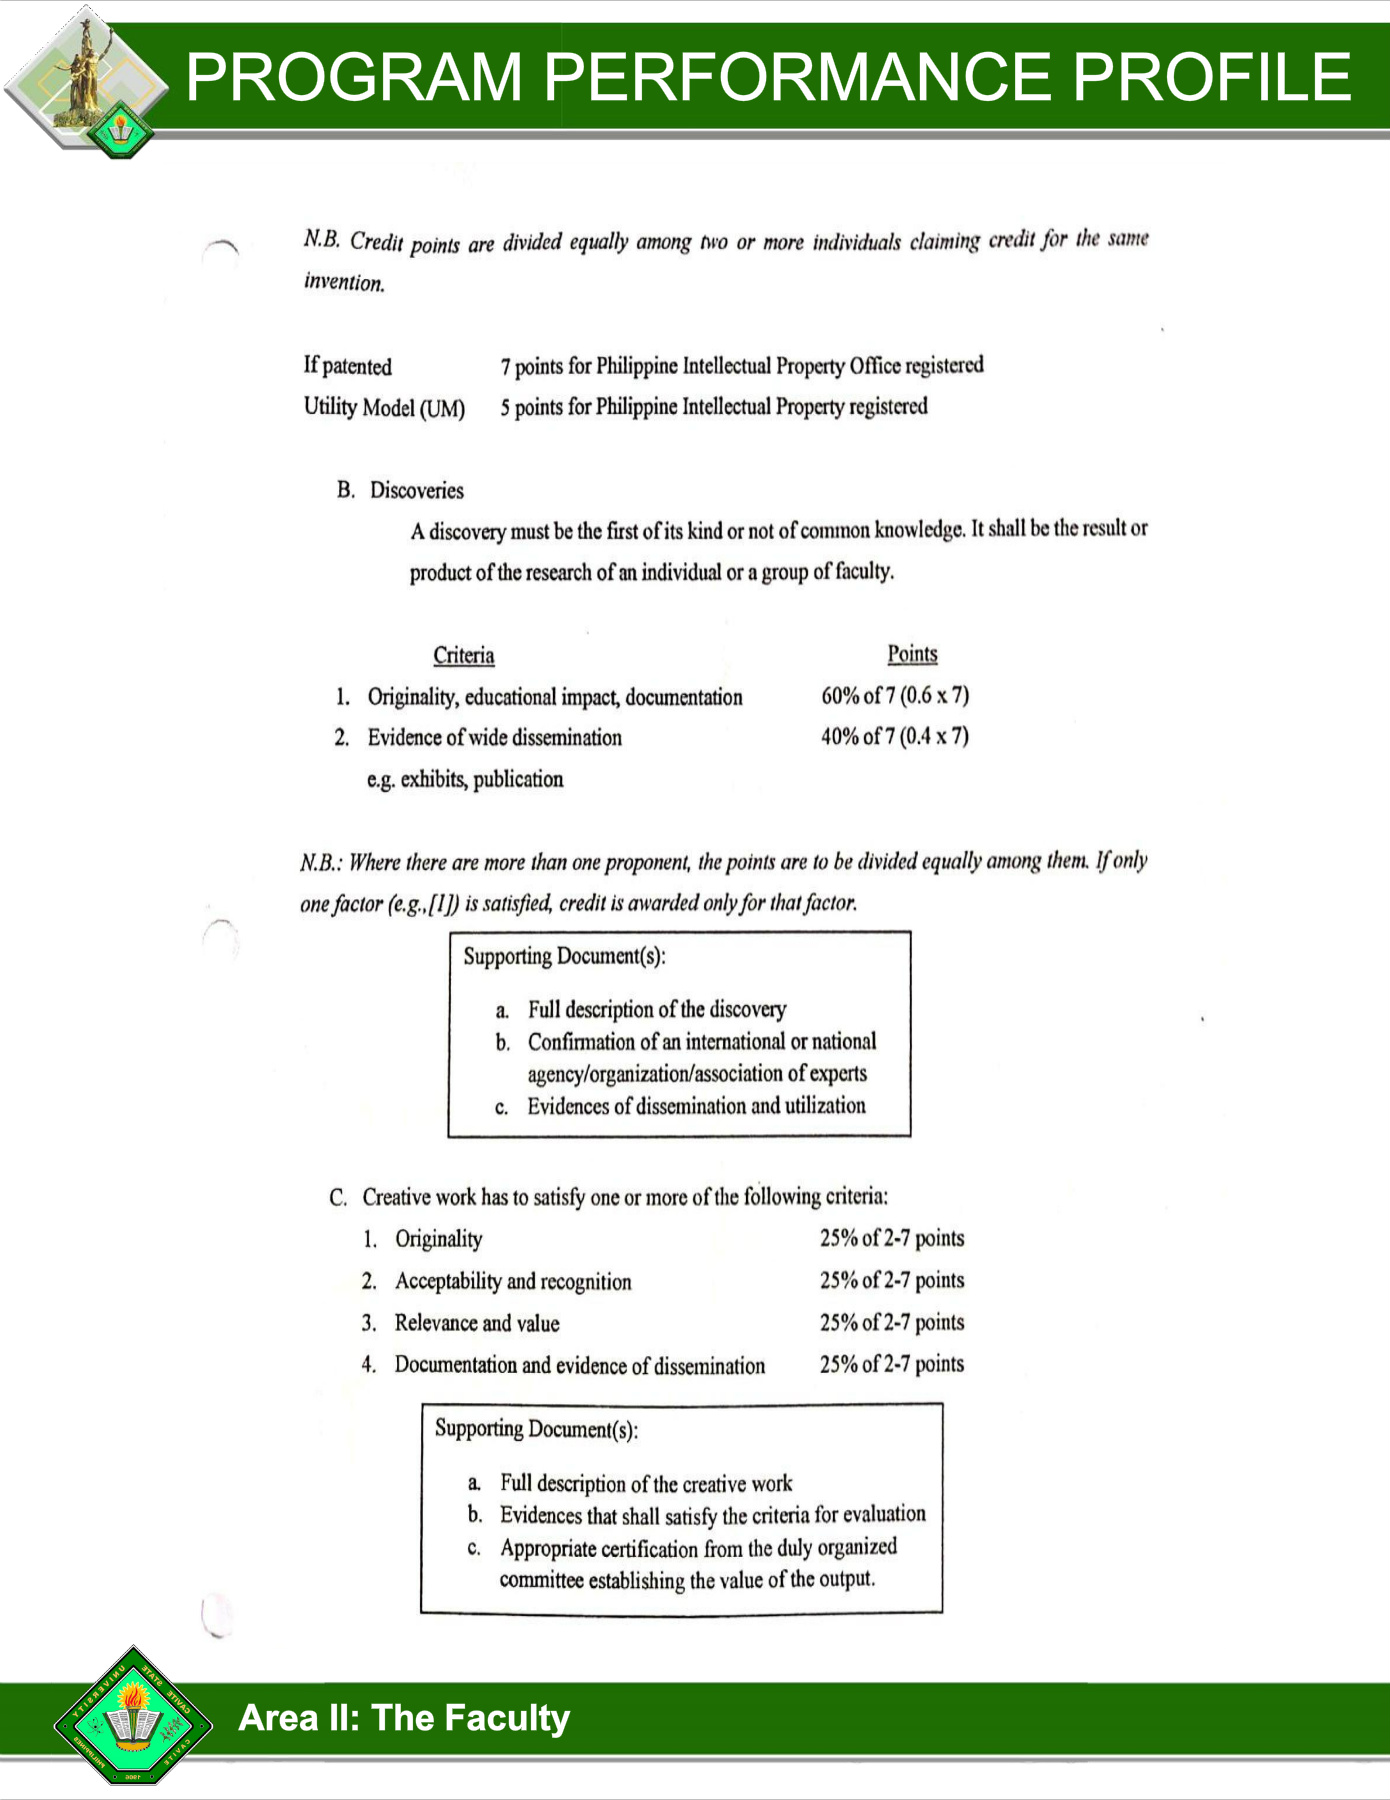 PROGRAM PERFORMANCE PROFILE
N.B. Credit points are divided equally among two or more individuals claiming credit for the same
invention.
If patented 7 points for Philippine Intellectual Property Office registered
Utility Model (UM) 5 points for Philippine Intellectual Property registered
B. Discoveries
A discovery must be the first of its kind or not of common knowledge. It shall be the result or
product of the research of an individual or a group of faculty.
Criteria Points
1. Originality, educational impact, documentation 60% of 7 (0.6 x 7)
2. Evidence of wide dissemination 40% of 7 (0.4 x 7)
e.g. exhibits, publication
N.B.: Where there are more than one proponent, the points are to be divided equally among them. If only
one factor (e.g.,[1]) is satisfied, credit is awarded only for that factor.
Supporting Document(s):
a. Full description of the discovery
b. Confirmation of an international or national
agency/organization/association of experts
c. Evidences of dissemination and utilization
C. Creative work has to satisfy one or more of the following criteria:
1. Originality 25% of 2-7 points
2. Acceptability and recognition 25% of 2-7 points
3. Relevance and value 25% of 2-7 points
4. Documentation and evidence of dissemination 25% of 2-7 points
Supporting Document(s):
a. Full description of the creative work
b. Evidences that shall satisfy the criteria for evaluation
c. Appropriate certification from the duly organized
committee establishing the value of the output.
CAVITE STATE UNIVERSITY
CAVITE PHILIPPINES
1906
Area II: The Faculty